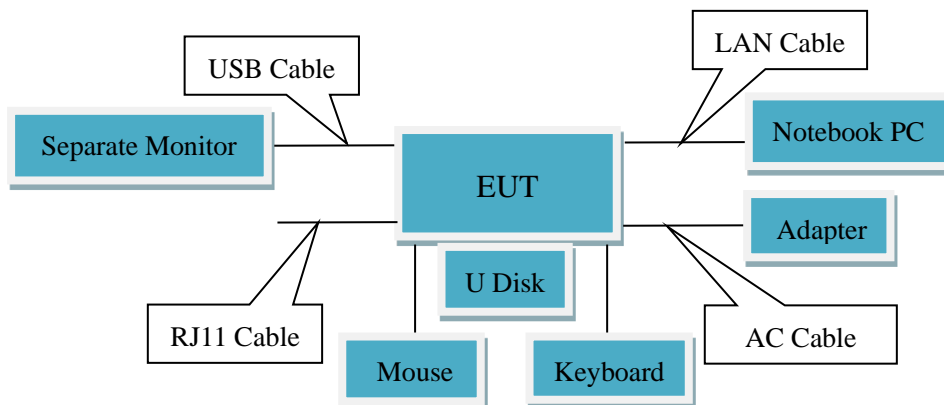 USB Cable
LAN Cable
Separate Monitor
EUT
Notebook PC
Adapter
U Disk
RJ11 Cable
Mouse
Keyboard
AC Cable